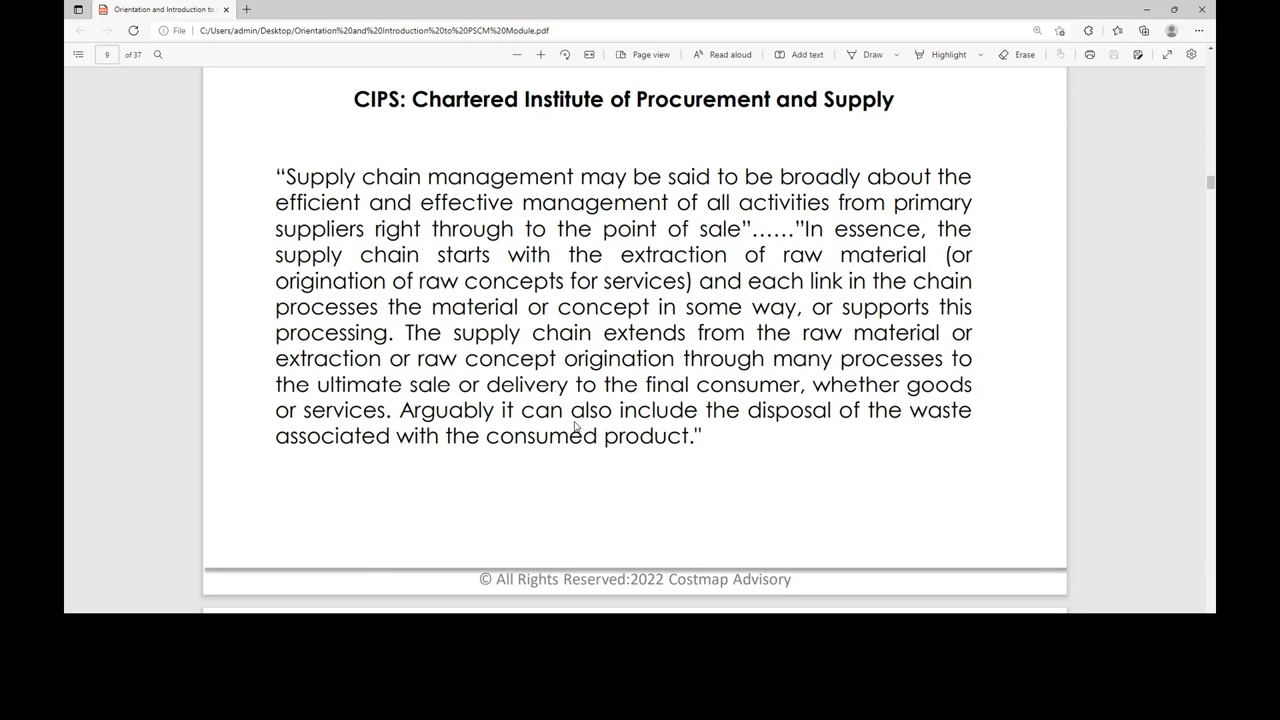 Orientation and Introduction to
File
C:/Users/admin/Desktop/Orientation%20and%20Introduction%20to%20PSCM%20Module.pdf
9 of 37
Page view
Read aloud
Add text
Draw
Highlight
Erase
CIPS: Chartered Institute of Procurement and Supply
“Supply chain management may be said to be broadly about the
efficient and effective management of all activities from primary
suppliers right through to the point of sale”......”In essence, the
supply chain starts with the extraction of raw material (or
origination of raw concepts for services) and each link in the chain
processes the material or concept in some way, or supports this
processing. The supply chain extends from the raw material or
extraction or raw concept origination through many processes to
the ultimate sale or delivery to the final consumer, whether goods
or services. Arguably it can also include the disposal of the waste
associated with the consumed product."
© All Rights Reserved:2022 Costmap Advisory